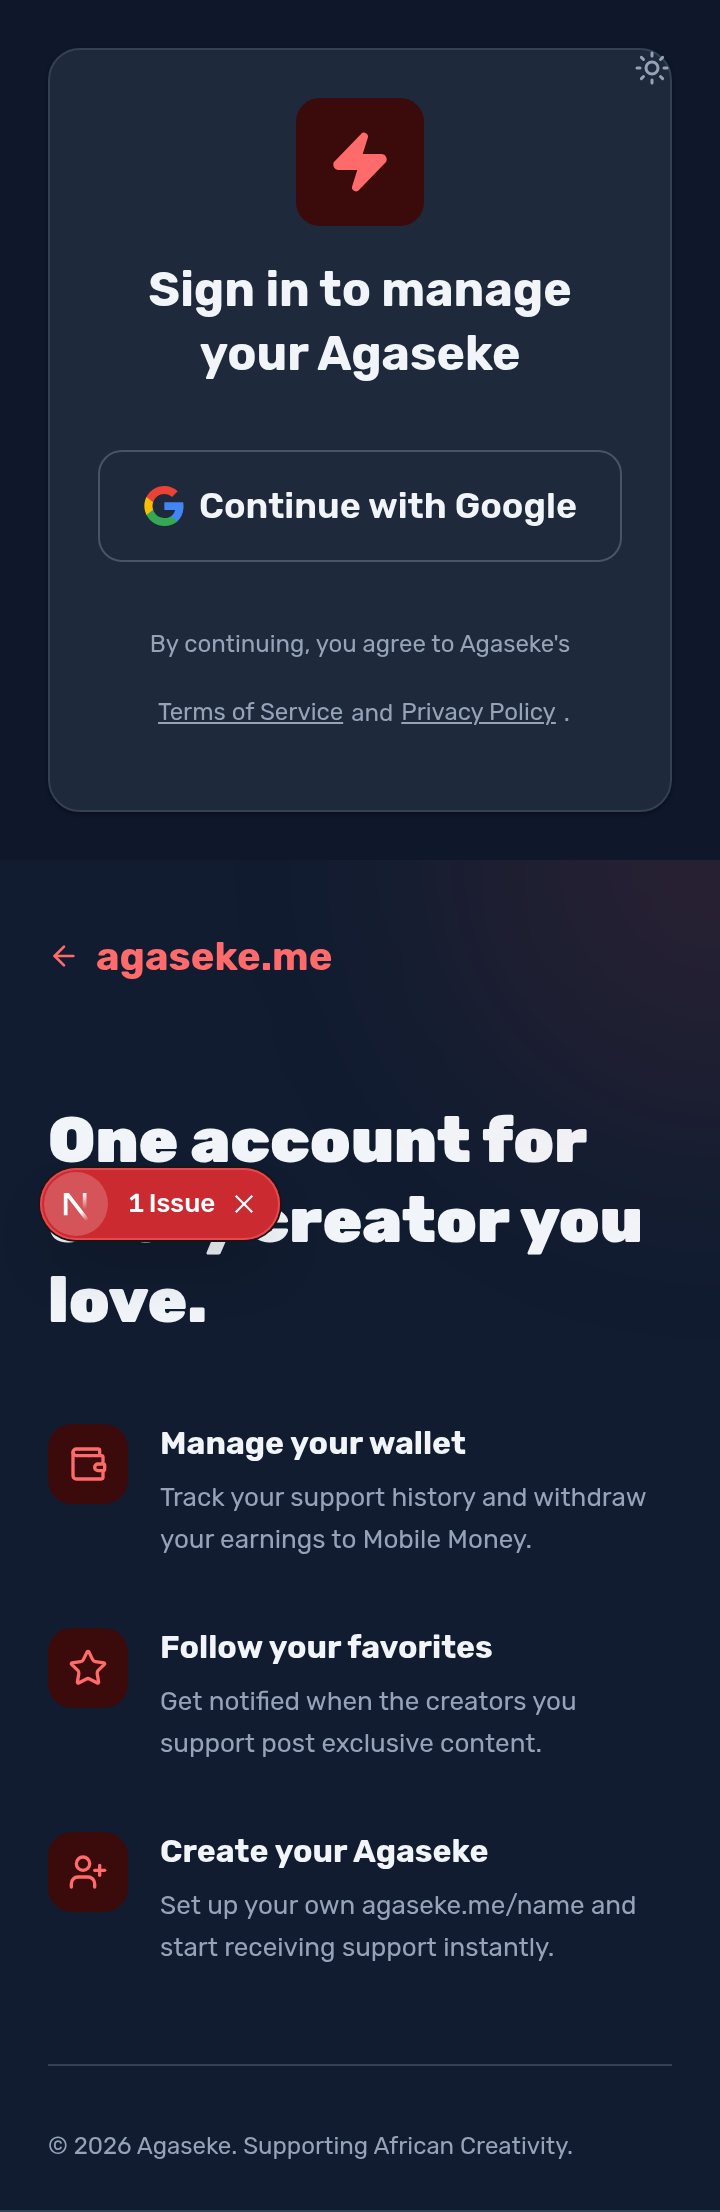 Sign in to manage
your Agaseke
Continue with Google
By continuing, you agree to Agaseke's
Terms of Service and Privacy Policy .
agaseke.me
One account for
1 Issue
creator you
love.
Manage your wallet
Track your support history and withdraw
your earnings to Mobile Money.
Follow your favorites
Get notified when the creators you
support post exclusive content.
Create your Agaseke
Set up your own agaseke.me/name and
start receiving support instantly.
© 2026 Agaseke. Supporting African Creativity.